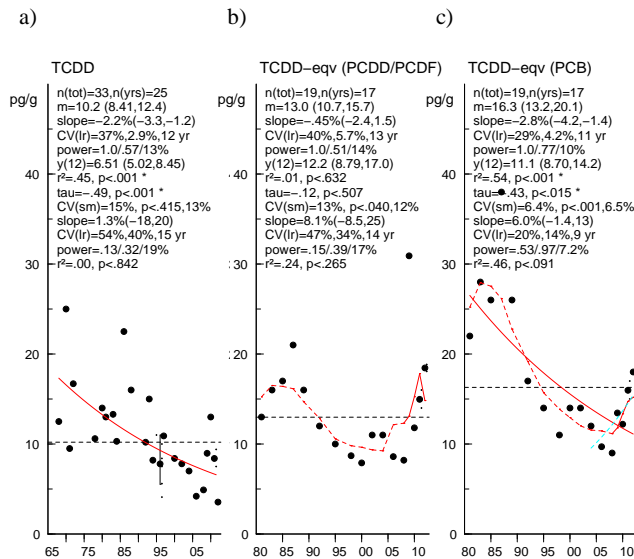 a)
b)
c)
TCDD
TCDD−eqv (PCDD/PCDF)
TCDD−eqv (PCB)
pg/g
n(tot)=33,n(yrs)=25
m=10.2 (8.41,12.4)
slope=−2.2%(−3.3,−1.2)
CV(lr)=37%,2.9%,12 yr
power=1.0/.57/13%
y(12)=6.51 (5.02,8.45)
r²=.45, p<.001 *
tau=−.49, p<.001 *
CV(sm)=15%, p<.415,13%
slope=1.3%(−18,20)
CV(lr)=54%,40%,15 yr
power=.13/.32/19%
r²=.00, p<.842
50
40
30
20
10
0
65 75 85 95 05
pg/g
n(tot)=19,n(yrs)=17
m=13.0 (10.7,15.7)
slope=−.45%(−2.4,1.5)
CV(lr)=40%,5.7%,13 yr
power=1.0/.51/14%
y(12)=12.2 (8.79,17.0)
r²=.01, p<.632
tau=−.12, p<.507
CV(sm)=13%, p<.040,12%
slope=8.1%(−8.5,25)
CV(lr)=47%,34%,14 yr
power=.15/.39/17%
r²=.24, p<.265
50
40
30
20
10
0
80 85 90 95 00 05 10
pg/g
n(tot)=19,n(yrs)=17
m=16.3 (13.2,20.1)
slope=−2.8%(−4.2,−1.4)
CV(lr)=29%,4.2%,11 yr
power=1.0/.77/10%
y(12)=11.1 (8.70,14.2)
r²=.54, p<.001 *
.43, p<.015 *
CV(sm)=6.4%, p<.001,6.5%
slope=6.0%(−1.4,13)
CV(lr)=20%,14%,9 yr
power=.53/.97/7.2%
r²=.46, p<.091
50
40
30
20
10
0
80 85 90 95 00 05 10